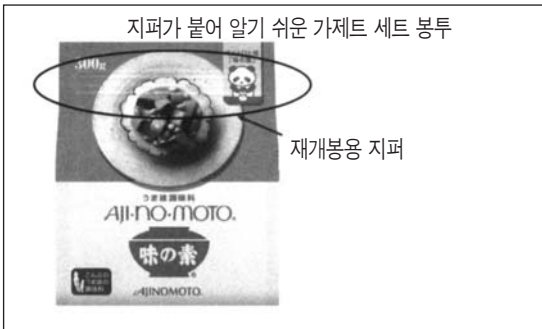 지퍼가 붙어 알기 쉬운 가제트 세트 봉투
300g
재개봉용 지퍼
うま味調味料
AJI-NO-MOTO.
味の素
®
AJINOMOTO.